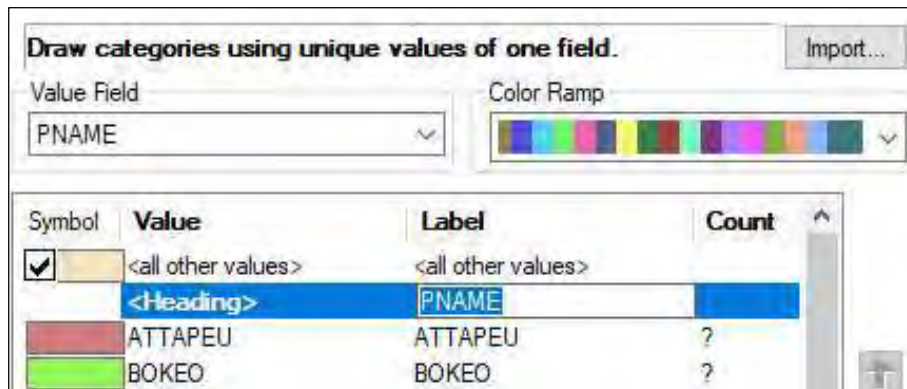 Draw categories using unique values of one field. Import...
Value Field Color Ramp
PNAME
Symbol Value Label Count
<all other values> <all other values>
<Heading> PNAME
ATTAPEU ATTAPEU ?
BOKEO BOKEO ?